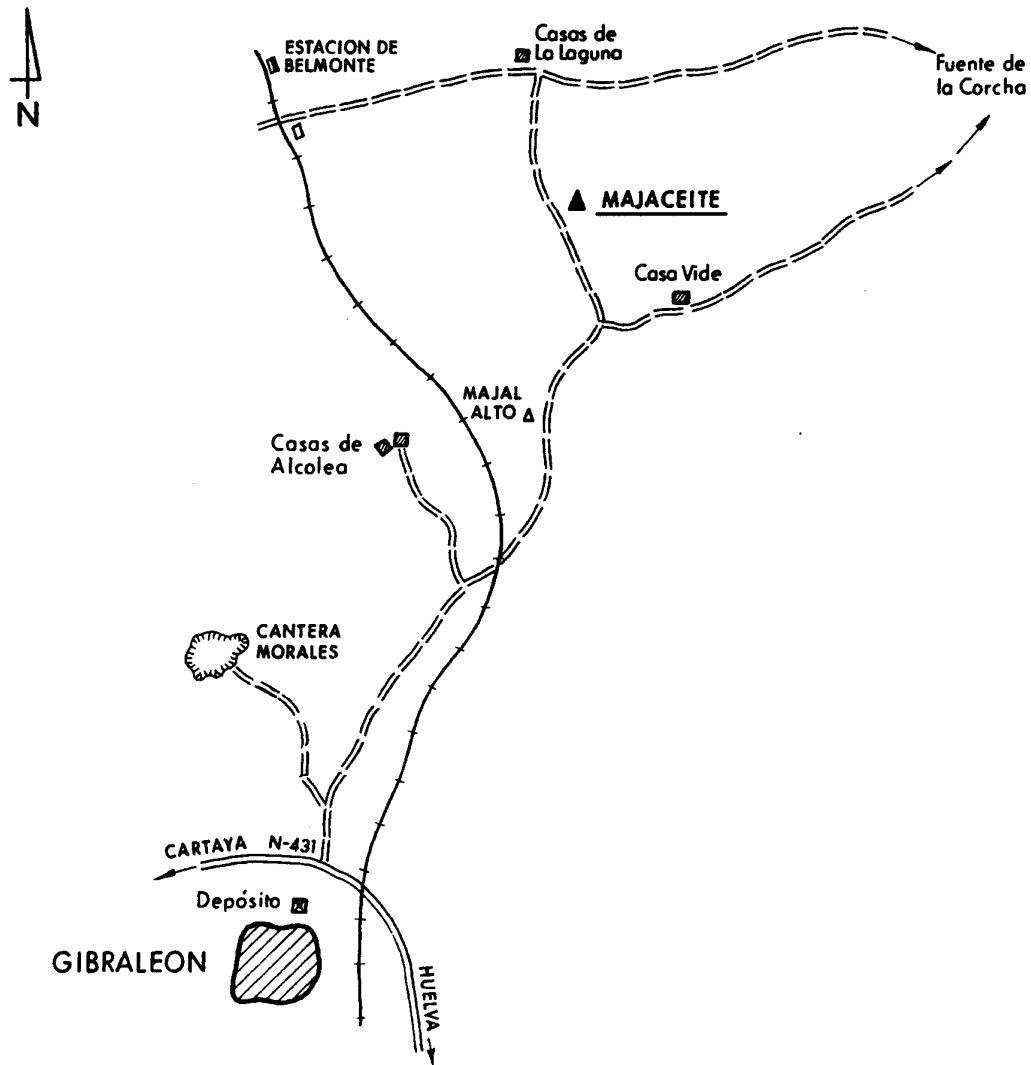 N
ESTACION DE
BELMONTE
Casas de
La Laguna
Fuente de
la Corcha
MAJACEITE
Casa Vide
MAJAL
ALTO
Casas de
Alcolea
CANTERA
MORALES
CARTAYA N-431
Depósito
GIBRALEON
HUELVA